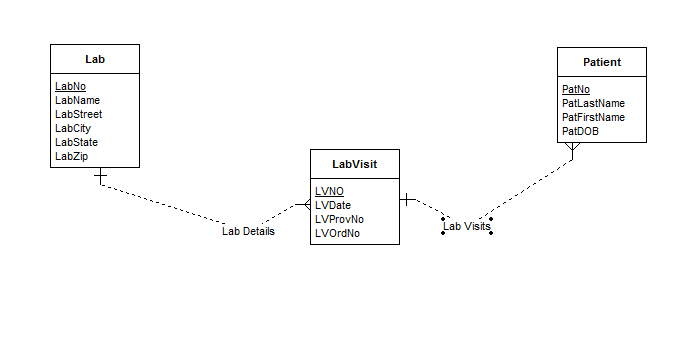 Lab
LabNo
LabName
LabStreet
LabCity
LabState
LabZip
Lab Details
LabVisit
LVNO
LVDate
LVProvNo
LVOrdNo
Lab Visits
Patient
PatNo
PatLastName
PatFirstName
PatDOB